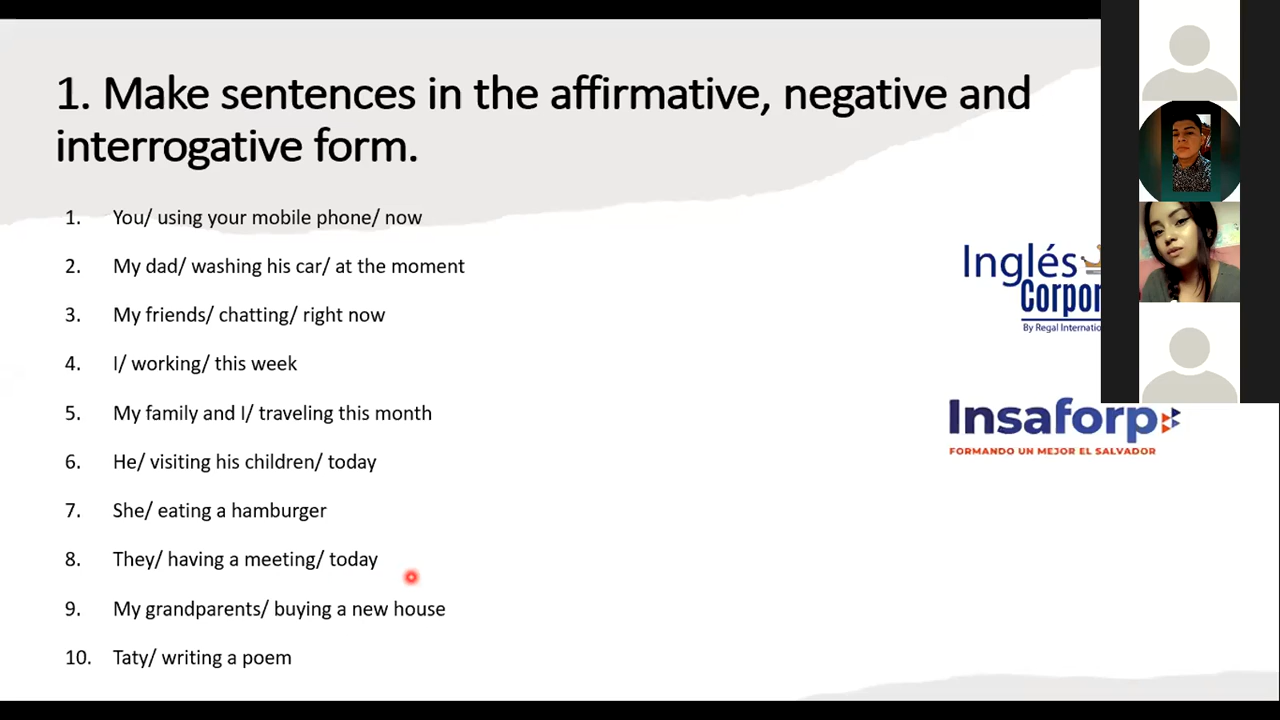 1. Make sentences in the affirmative, negative and
interrogative form.
1. You/ using your mobile phone/ now
2. My dad/ washing his car/ at the moment
3. My friends/ chatting/ right now
4. I/ working/ this week
5. My family and I/ traveling this month
6. He/ visiting his children/ today
7. She/ eating a hamburger
8. They/ having a meeting/ today
9. My grandparents/ buying a new house
10. Taty/ writing a poem
Inglés
By Regal
Insaforp
FORMANDO UN MEJOR EL SALVADOR